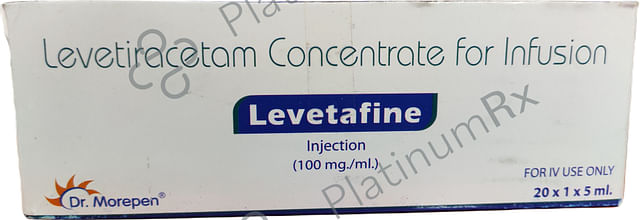 Levetiracetam Concentrate for Infusion
Levetafine
Injection
(100 mg./ml.)
FOR IV USE ONLY
20 x 1 x 5 ml.
Dr. Morepen®
PlatinumRx